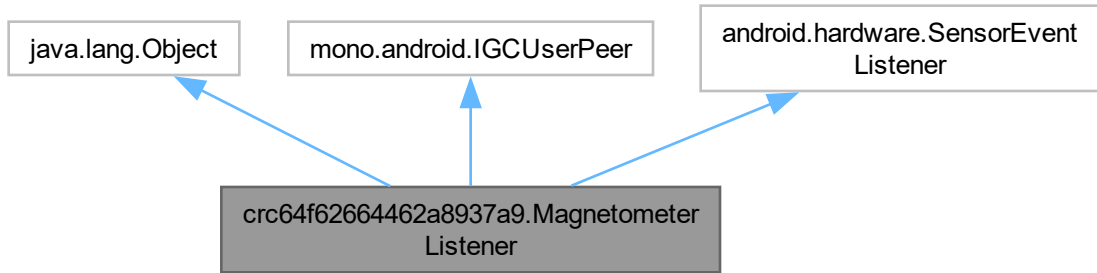 java.lang.Object
mono.android.IGCUserPeer
android.hardware.SensorEvent
Listener
crc64f62664462a8937a9.Magnetometer
Listener